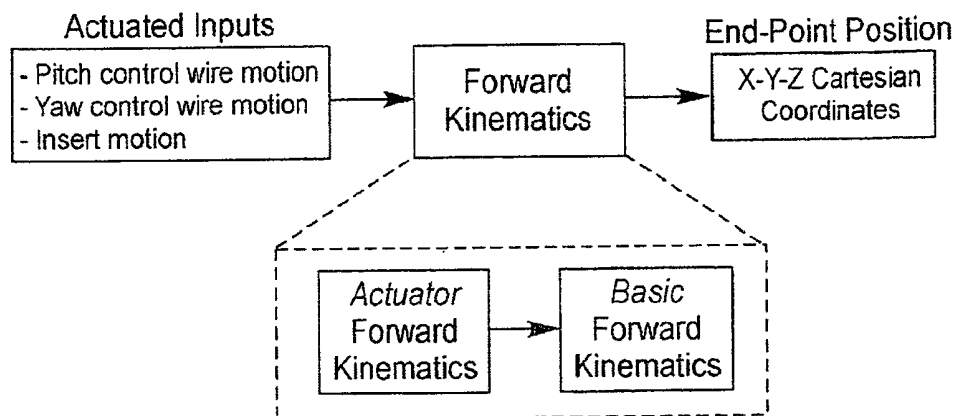 Actuated Inputs
- Pitch control wire motion
- Yaw control wire motion
- Insert motion
Forward
Kinematics
End-Point Position
X-Y-Z Cartesian
Coordinates
Actuator
Forward
Kinematics
Basic
Forward
Kinematics